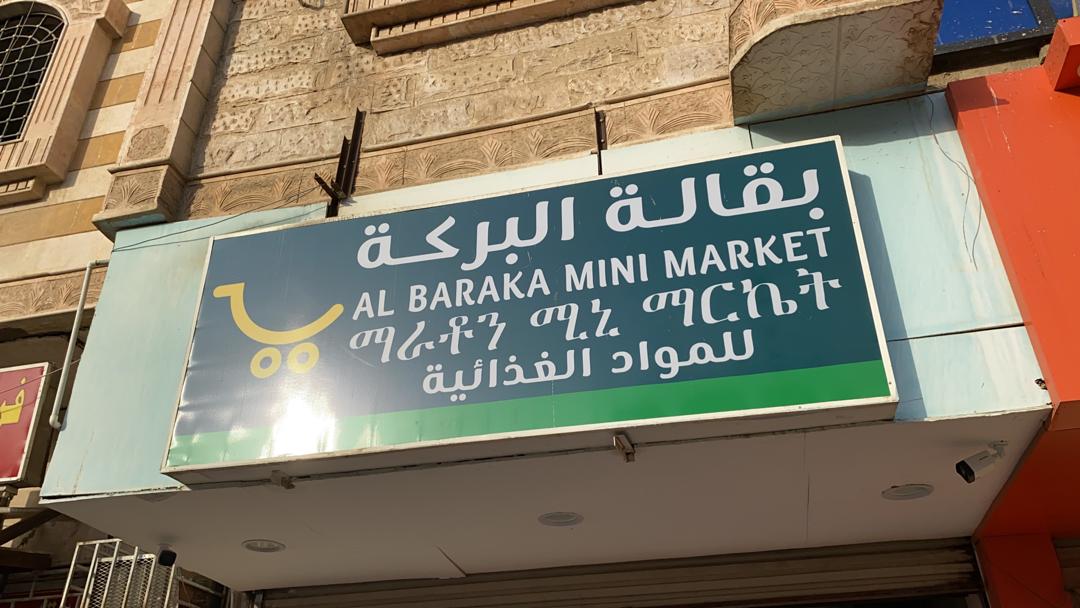 بقالة البركة
AL BARAKA MINI MARKET
ማራቶን ሚኒ ማርኬት
للمواد الغذائية